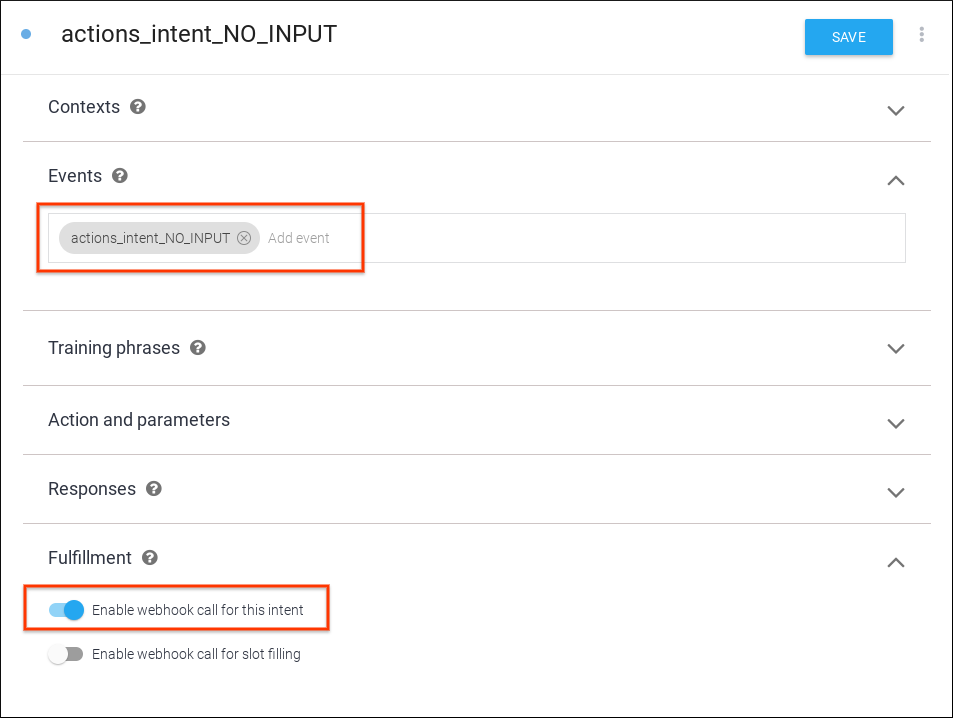 actions_intent_NO_INPUT
SAVE
Contexts
Events
actions_intent_NO_INPUT Add event
Training phrases
Action and parameters
Responses
Fulfillment
Enable webhook call for this intent
Enable webhook call for slot filling